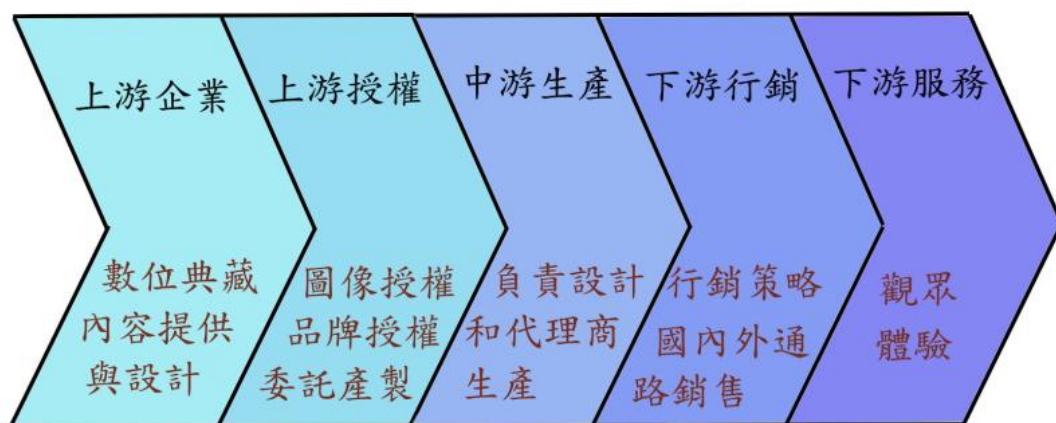 上游企業
數位典藏
內容提供
與設計
上游授權
圖像授權
品牌授權
委託產製
中游生產
負責設計
和代理商
生產
下游行銷
行銷策略
國內外通
路銷售
下游服務
觀眾
體驗